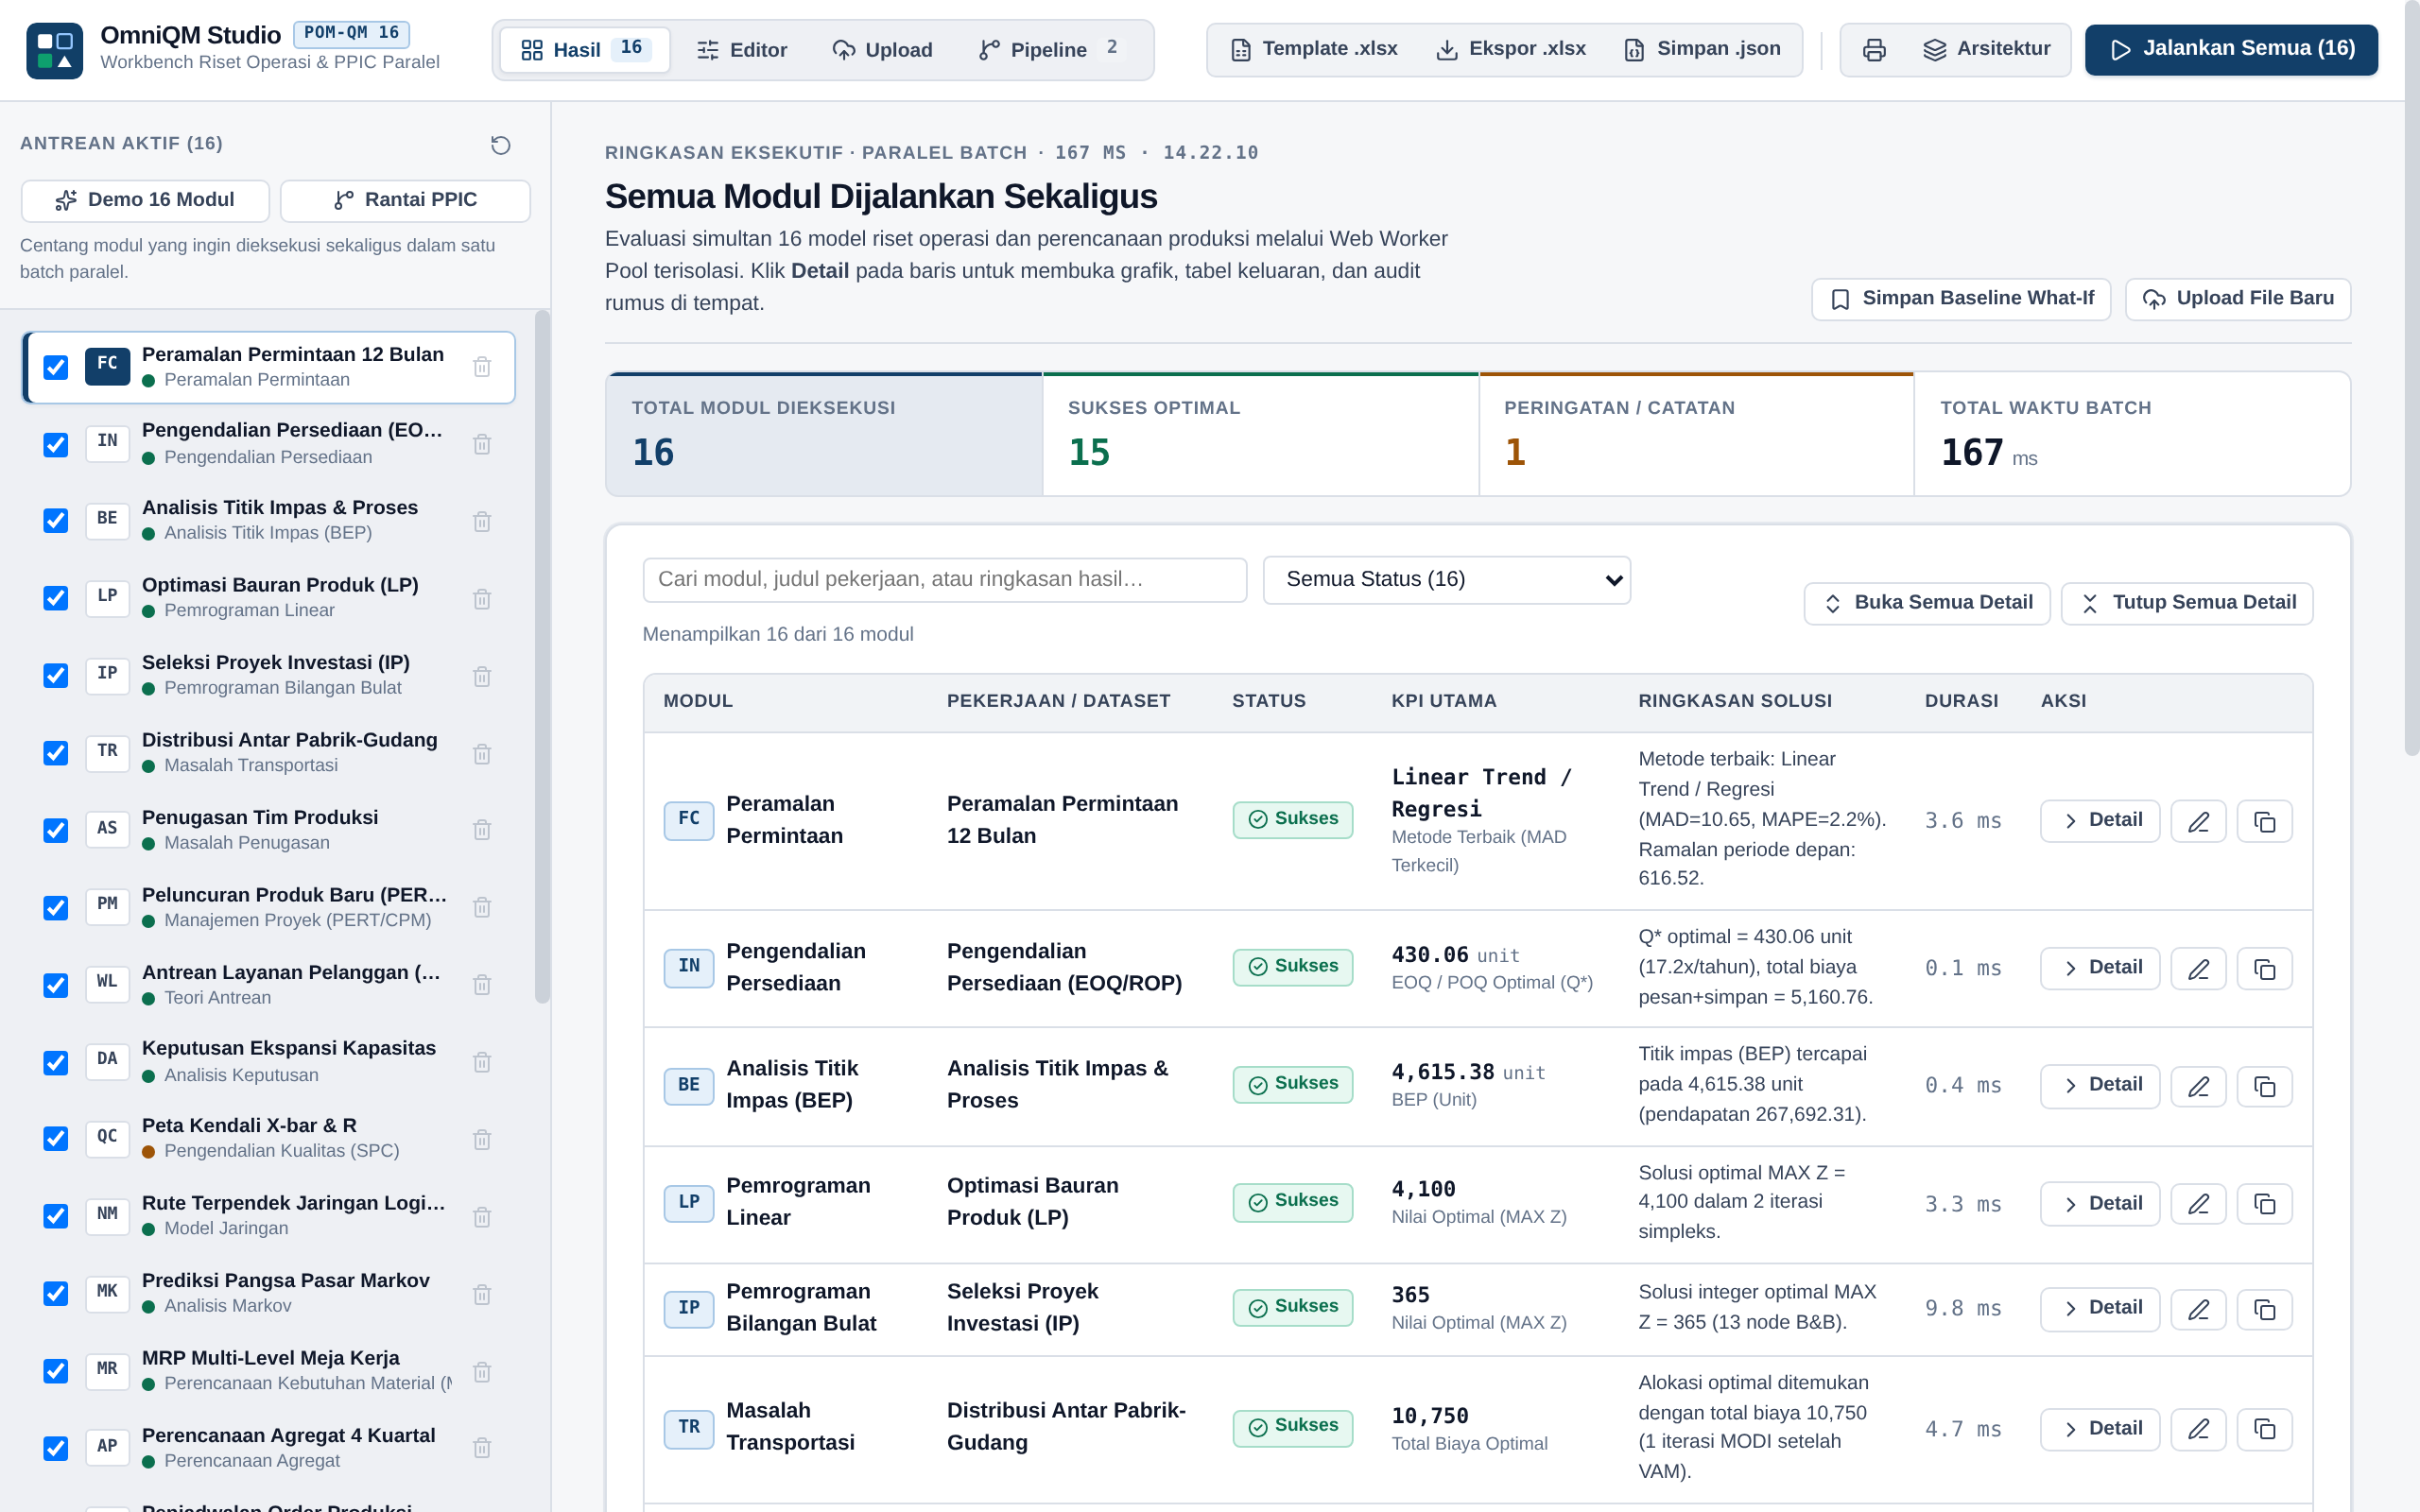 OmniQM Studio POM-QM 16
Workbench Riset Operasi & PPIC Paralel
Hasil 16
Editor
Upload
Pipeline 2
Template .xlsx
Ekspor .xlsx
Simpan .json
Arsitektur
Jalankan Semua (16)
ANTREAN AKTIF (16)
Demo 16 Modul
Rantai PPIC
Centang modul yang ingin dieksekusi sekaligus dalam satu
batch paralel.
FC Peramalan Permintaan 12 Bulan
Peramalan Permintaan
IN Pengendalian Persediaan (EO…
Pengendalian Persediaan
BE Analisis Titik Impas & Proses
Analisis Titik Impas (BEP)
LP Optimasi Bauran Produk (LP)
Pemrograman Linear
IP Seleksi Proyek Investasi (IP)
Pemrograman Bilangan Bulat
TR Distribusi Antar Pabrik-Gudang
Masalah Transportasi
AS Penugasan Tim Produksi
Masalah Penugasan
PM Peluncuran Produk Baru (PER…
Manajemen Proyek (PERT/CPM)
WL Antrean Layanan Pelanggan (…
Teori Antrean
DA Keputusan Ekspansi Kapasitas
Analisis Keputusan
QC Peta Kendali X-bar & R
Pengendalian Kualitas (SPC)
NM Rute Terpendek Jaringan Logi…
Model Jaringan
MK Prediksi Pangsa Pasar Markov
Analisis Markov
MR MRP Multi-Level Meja Kerja
Perencanaan Kebutuhan Material (M
AP Perencanaan Agregat 4 Kuartal
Perencanaan Agregat
Penjadwalan Order Produksi
RINGKASAN EKSEKUTIF · PARALEL BATCH · 167 MS · 14.22.10
Semua Modul Dijalankan Sekaligus
Evaluasi simultan 16 model riset operasi dan perencanaan produksi melalui Web Worker
Pool terisolasi. Klik Detail pada baris untuk membuka grafik, tabel keluaran, dan audit
rumus di tempat.
Simpan Baseline What-If
Upload File Baru
TOTAL MODUL DIEKSEKUSI
16
SUKSES OPTIMAL
15
PERINGATAN / CATATAN
1
TOTAL WAKTU BATCH
167 ms
Cari modul, judul pekerjaan, atau ringkasan hasil…
Semua Status (16)
Menampilkan 16 dari 16 modul
Buka Semua Detail
Tutup Semua Detail
MODUL PEKERJAAN / DATASET STATUS KPI UTAMA RINGKASAN SOLUSI DURASI AKSI
FC
Peramalan
Permintaan
Peramalan Permintaan
12 Bulan
Sukses
Linear Trend /
Regresi
Metode Terbaik (MAD
Terkecil)
Metode terbaik: Linear
Trend / Regresi
(MAD=10.65, MAPE=2.2%).
Ramalan periode depan:
616.52.
3.6 ms
Detail
IN
Pengendalian
Persediaan
Pengendalian
Persediaan (EOQ/ROP)
Sukses
430.06 unit
EOQ / POQ Optimal (Q*)
Q* optimal = 430.06 unit
(17.2x/tahun), total biaya
pesan+simpan = 5,160.76.
0.1 ms
Detail
BE
Analisis Titik
Impas (BEP)
Analisis Titik Impas &
Proses
Sukses
4,615.38 unit
BEP (Unit)
Titik impas (BEP) tercapai
pada 4,615.38 unit
(pendapatan 267,692.31).
0.4 ms
Detail
LP
Pemrograman
Linear
Optimasi Bauran
Produk (LP)
Sukses
4,100
Nilai Optimal (MAX Z)
Solusi optimal MAX Z =
4,100 dalam 2 iterasi
simpleks.
3.3 ms
Detail
IP
Pemrograman
Bilangan Bulat
Seleksi Proyek
Investasi (IP)
Sukses
365
Nilai Optimal (MAX Z)
Solusi integer optimal MAX
Z = 365 (13 node B&B).
9.8 ms
Detail
TR
Masalah
Transportasi
Distribusi Antar Pabrik-
Gudang
Sukses
10,750
Total Biaya Optimal
Alokasi optimal ditemukan
dengan total biaya 10,750
(1 iterasi MODI setelah
VAM).
4.7 ms
Detail